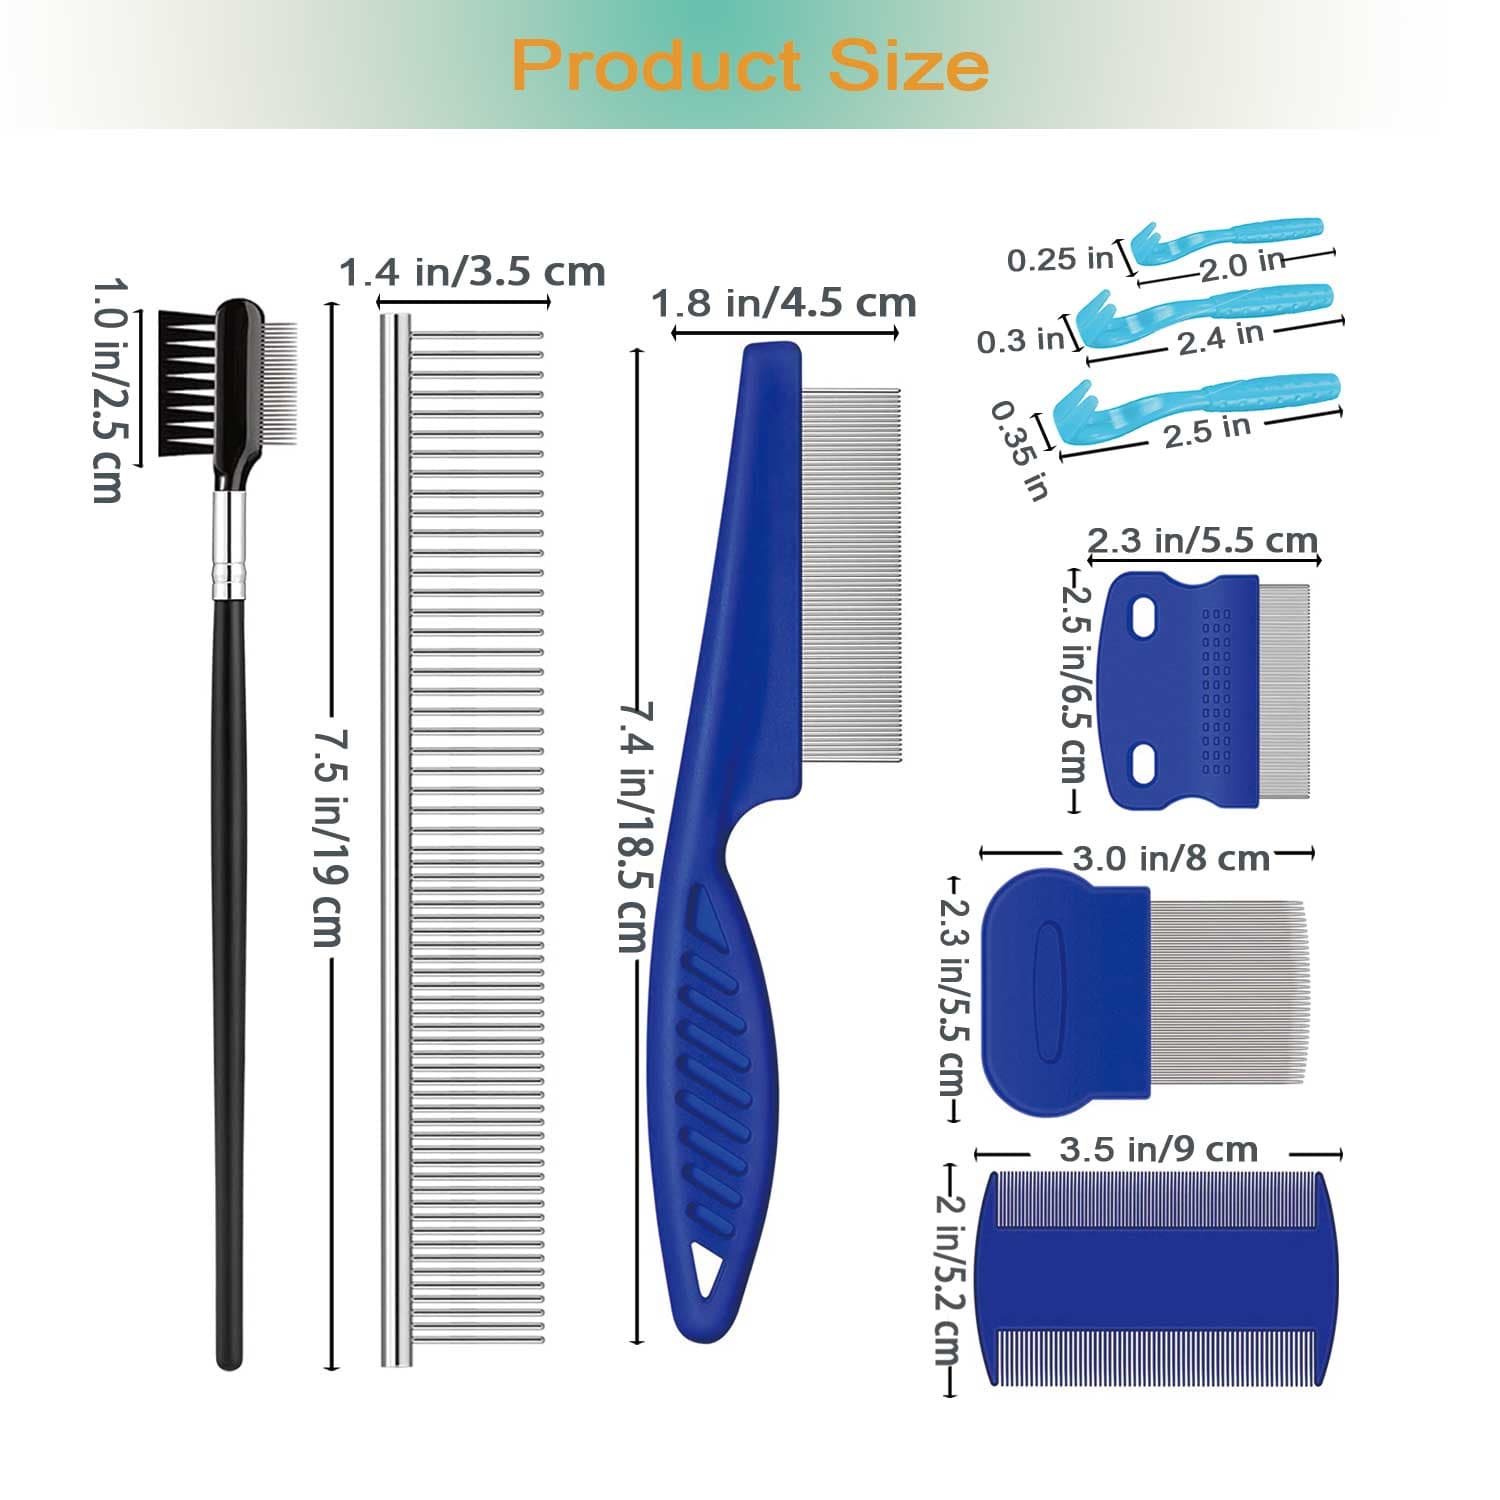 Product Size
1.0 in/2.5 cm
1.4 in/3.5 cm
7.5 in/19 cm
1.8 in/4.5 cm
7.4 in/18.5 cm
0.25 in
2.0 in
0.3 in
2.4 in
0.35 in
2.5 in
2.3 in/5.5 cm
2.5 in/6.5 cm
3.0 in/8 cm
2.3 in/5.5 cm
3.5 in/9 cm
2 in/5.2 cm